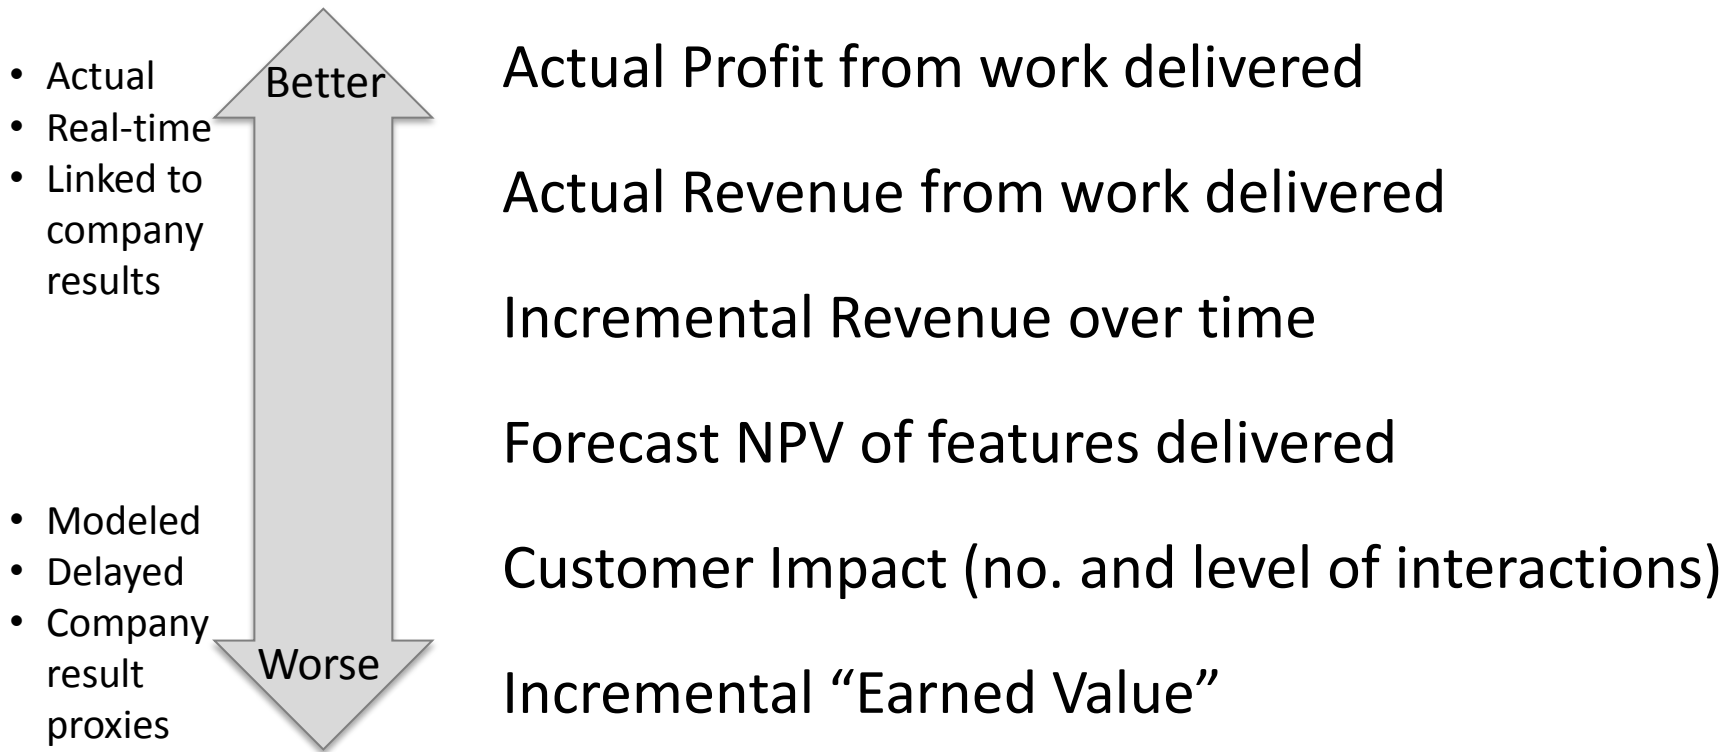 • Actual
• Real-time
• Linked to
company
results
Better
Actual Profit from work delivered
Actual Revenue from work delivered
Incremental Revenue over time
Forecast NPV of features delivered
• Modeled
• Delayed
• Company
result
proxies
Worse
Customer Impact (no. and level of interactions)
Incremental “Earned Value”